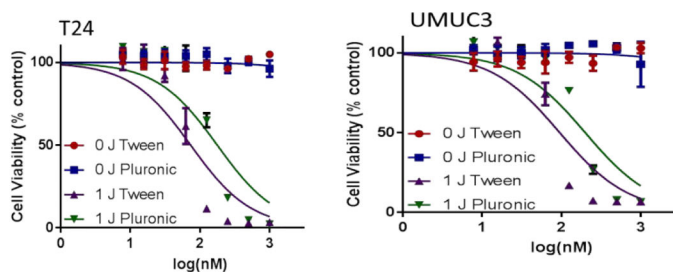 T24
Cell Viability (% control)
100
50
0
0 J Tween
0 J Pluronic
1 J Tween
1 J Pluronic
0 1 2 3
log(nM)
UMUC3
Cell Viability (% control)
100
50
0
0 J Tween
0 J Pluronic
1 J Tween
1 J Pluronic
0 1 2 3
log(nM)